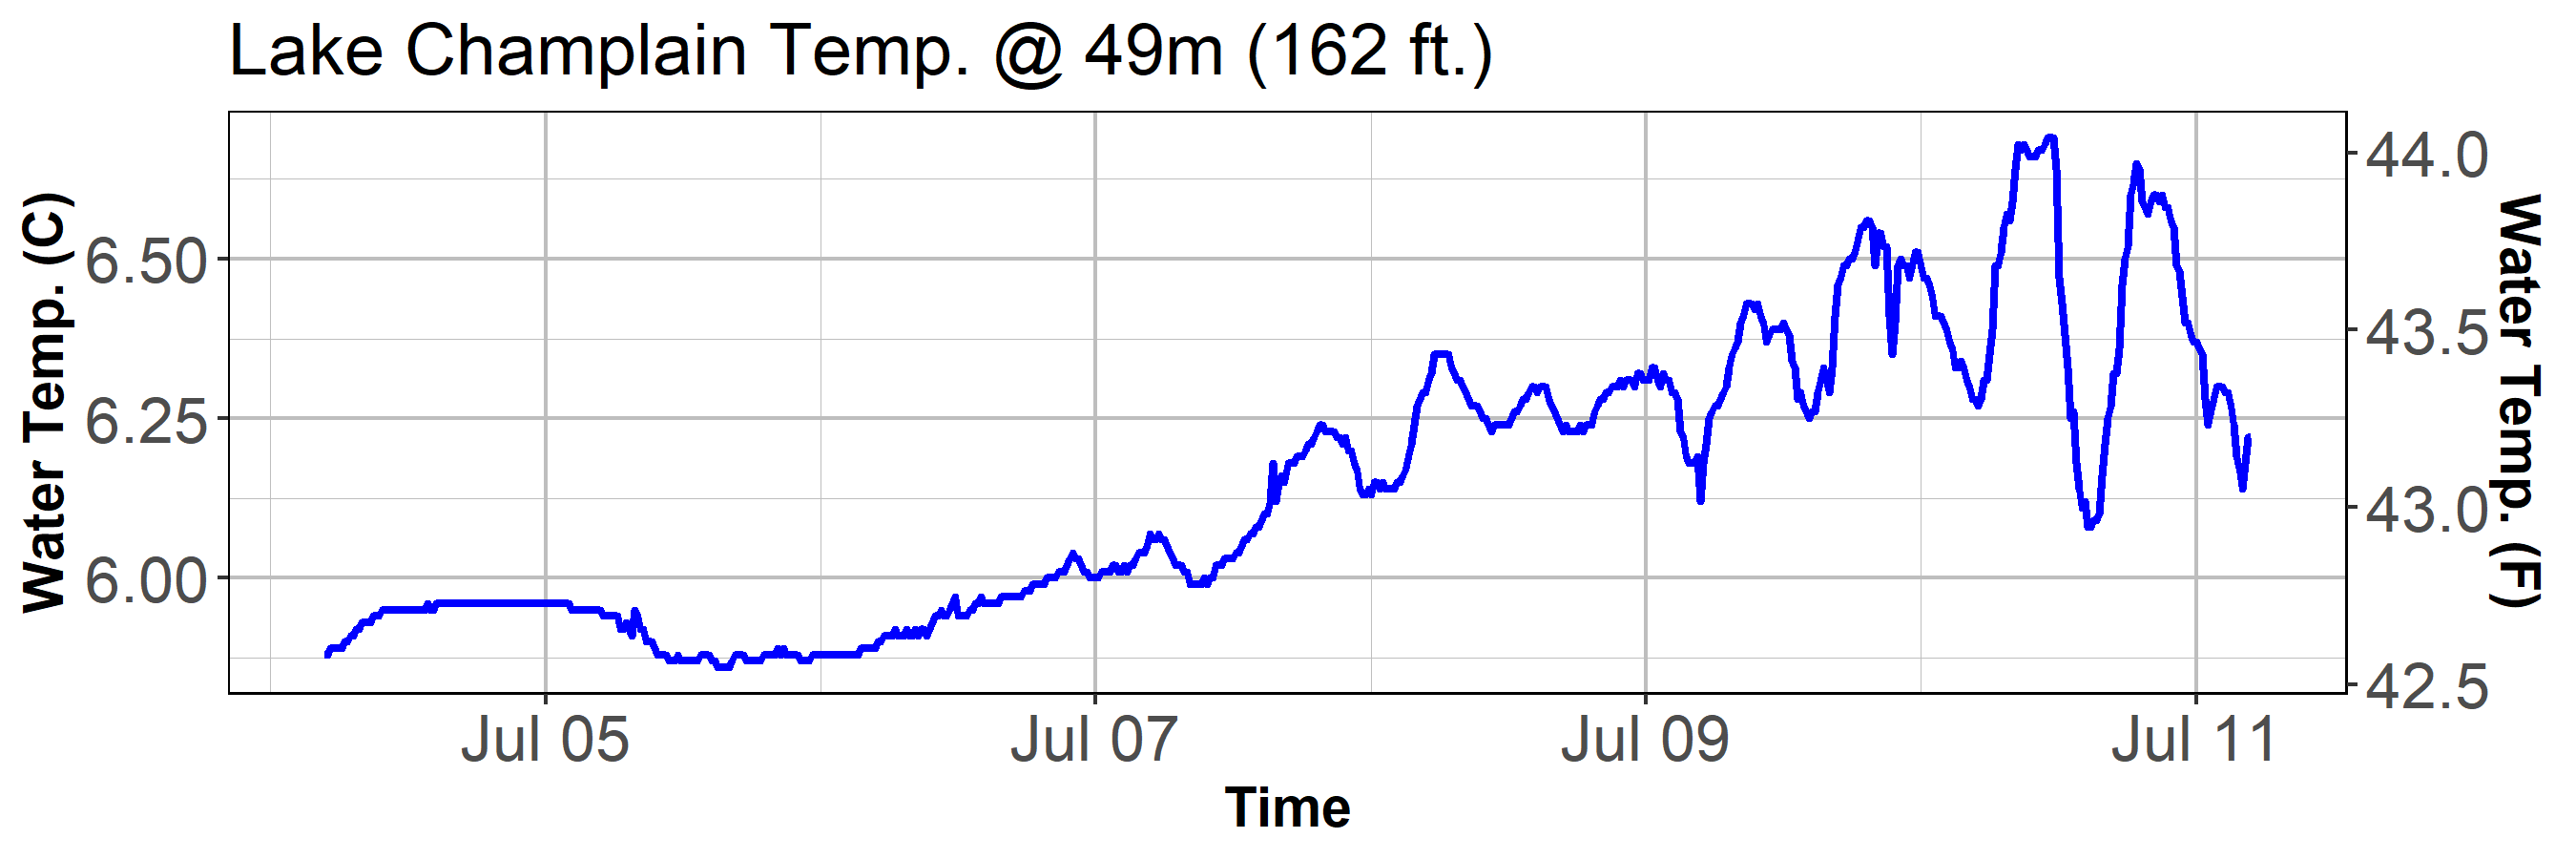 Lake Champlain Temp. @ 49m (162 ft.)
Water Temp. (C)
6.50
6.25
6.00
44.0
43.5
43.0
42.5
Water Temp. (F)
Jul 05 Jul 07 Jul 09 Jul 11
Time